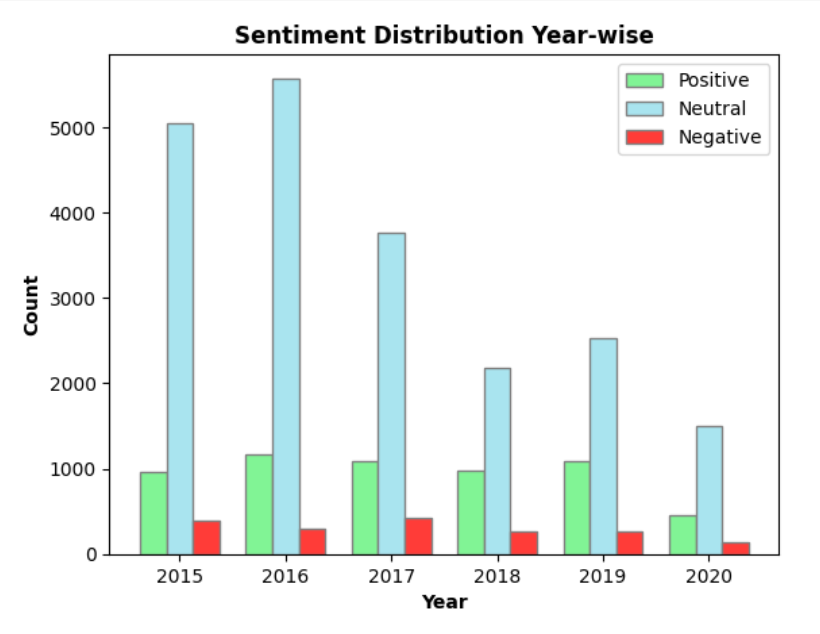 Sentiment Distribution Year-wise
Positive
Neutral
Negative
5000
4000
3000
2000
1000
0
Count
2015 2016 2017 2018 2019 2020
Year